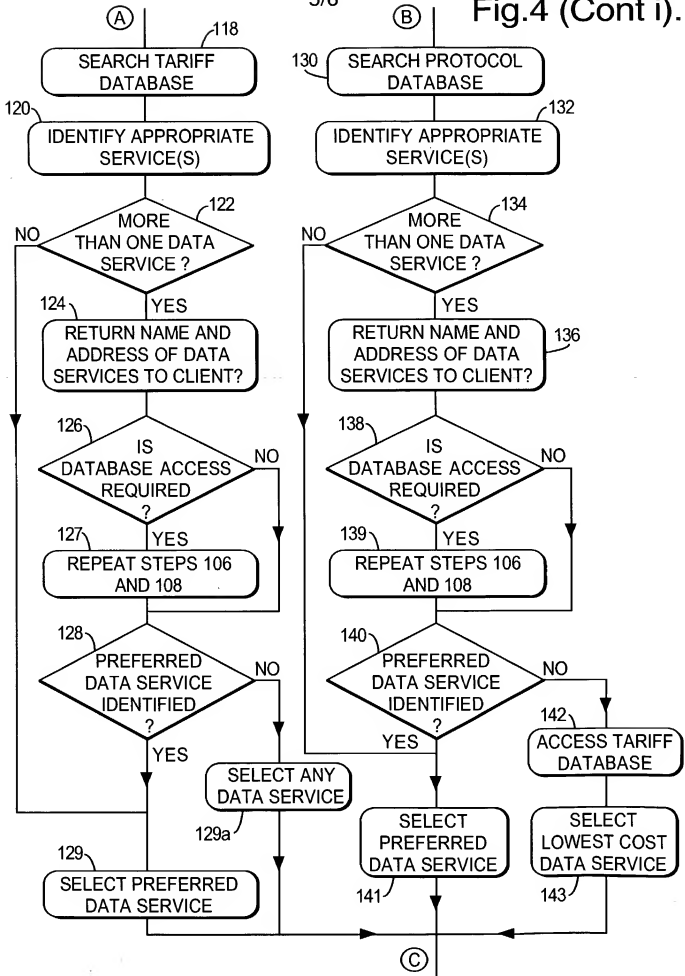 5/6
Fig.4 (Cont i).
A
118
SEARCH TARIFF
DATABASE
120
IDENTIFY APPROPRIATE
SERVICE(S)
122
MORE
THAN ONE DATA
SERVICE ?
NO
YES
124
RETURN NAME AND
ADDRESS OF DATA
SERVICES TO CLIENT?
126
IS
DATABASE ACCESS
REQUIRED
?
NO
YES
127
REPEAT STEPS 106
AND 108
128
PREFERRED
DATA SERVICE
IDENTIFIED
?
NO
YES
SELECT ANY
DATA SERVICE
129a
129
SELECT PREFERRED
DATA SERVICE
B
130
SEARCH PROTOCOL
DATABASE
132
IDENTIFY APPROPRIATE
SERVICE(S)
134
MORE
THAN ONE DATA
SERVICE ?
NO
YES
RETURN NAME AND
ADDRESS OF DATA
SERVICES TO CLIENT?
136
138
IS
DATABASE ACCESS
REQUIRED
?
NO
YES
139
REPEAT STEPS 106
AND 108
140
PREFERRED
DATA SERVICE
IDENTIFIED
?
NO
YES
142
ACCESS TARIFF
DATABASE
SELECT
PREFERRED
DATA SERVICE
141
SELECT
LOWEST COST
DATA SERVICE
143
C